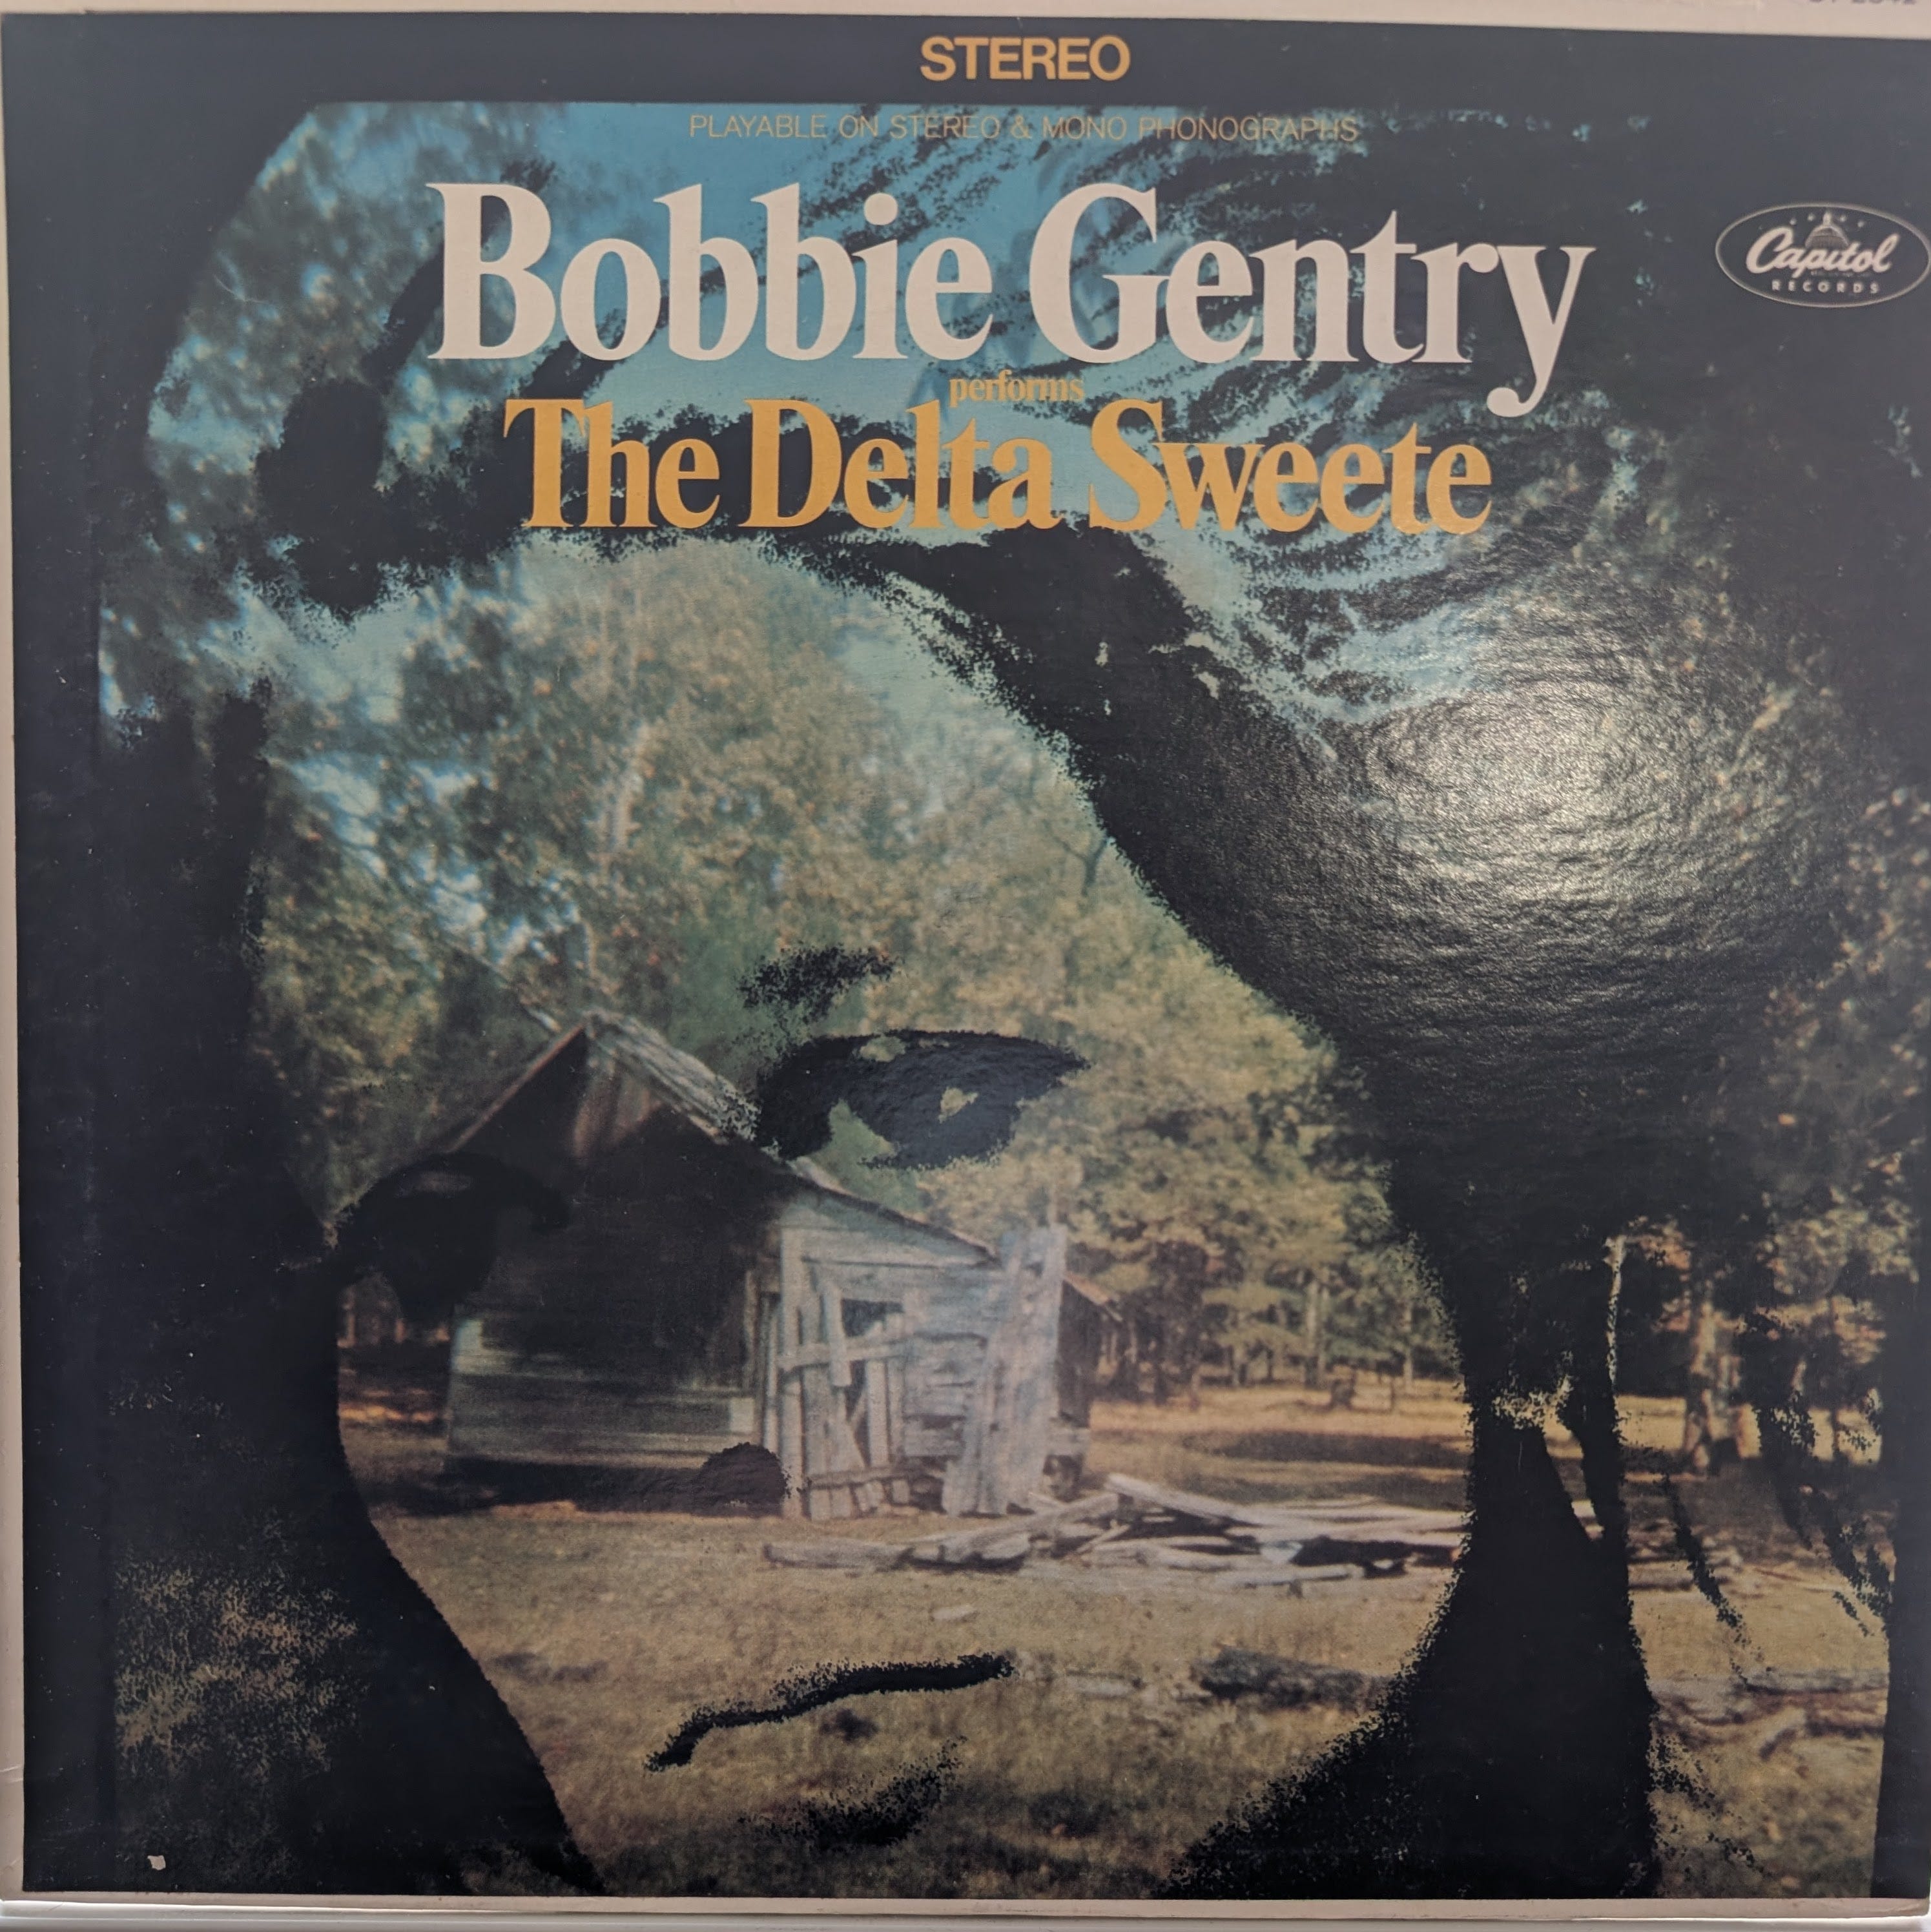 STEREO
PLAYABLE ON STEREO & MONO PHONOGRAPHS
Bobbie Gentry
performs
The Delta Sweete
Capitol
RECORDS